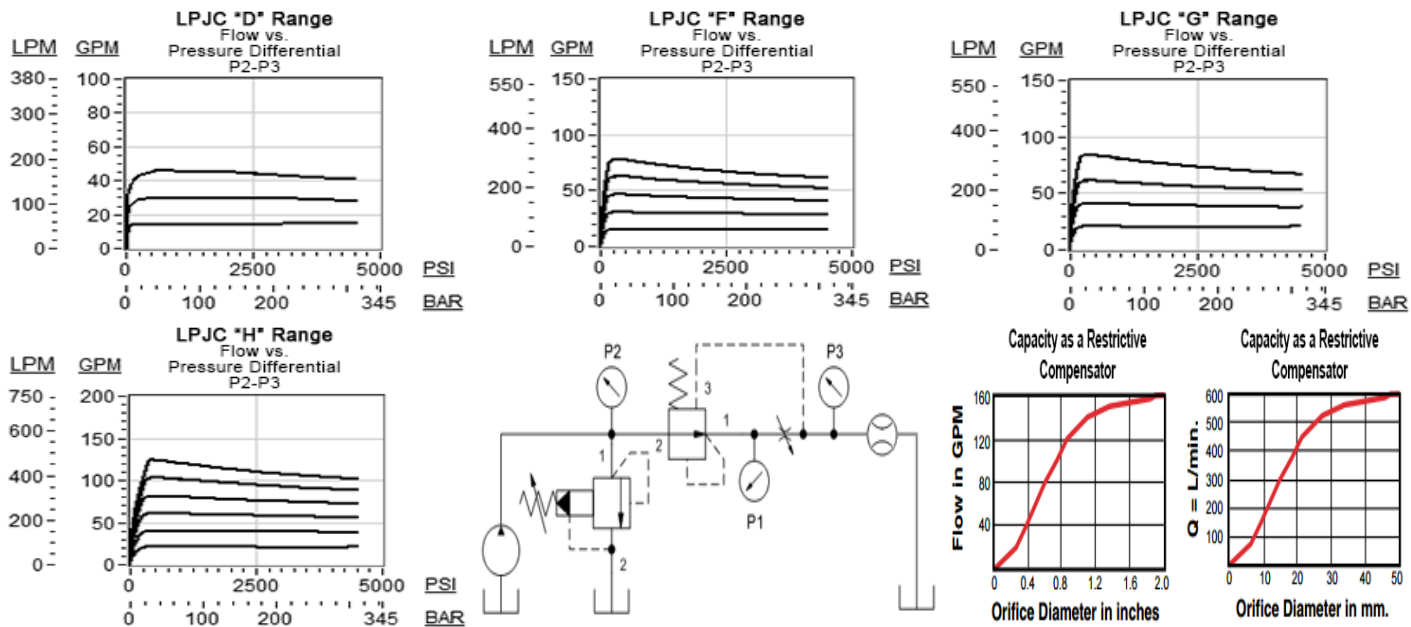 LPJC "D" Range
Flow vs.
Pressure Differential
P2-P3
LPM GPM
380
300
200
100
0
100
80
60
40
20
0
0 2500 5000 PSI
0 100 200 345 BAR
LPJC "F" Range
Flow vs.
Pressure Differential
P2-P3
LPM GPM
550
400
200
0
150
100
50
0
0 2500 5000 PSI
0 100 200 345 BAR
LPJC "G" Range
Flow vs.
Pressure Differential
P2-P3
LPM GPM
550
400
200
0
150
100
50
0
0 2500 5000 PSI
0 100 200 345 BAR
LPJC "H" Range
Flow vs.
Pressure Differential
P2-P3
LPM GPM
750
600
400
200
0
200
150
100
50
0
0 2500 5000 PSI
0 100 200 345 BAR
P2
3
P3
1
2
1
P1
2
Capacity as a Restrictive
Compensator
Flow in GPM
160
120
80
40
0 0.4 0.6 1.2 1.6 2.0
Orifice Diameter in inches
Capacity as a Restrictive
Compensator
Q = L/min.
600
500
400
300
200
100
0 10 20 30 40 50
Orifice Diameter in mm.